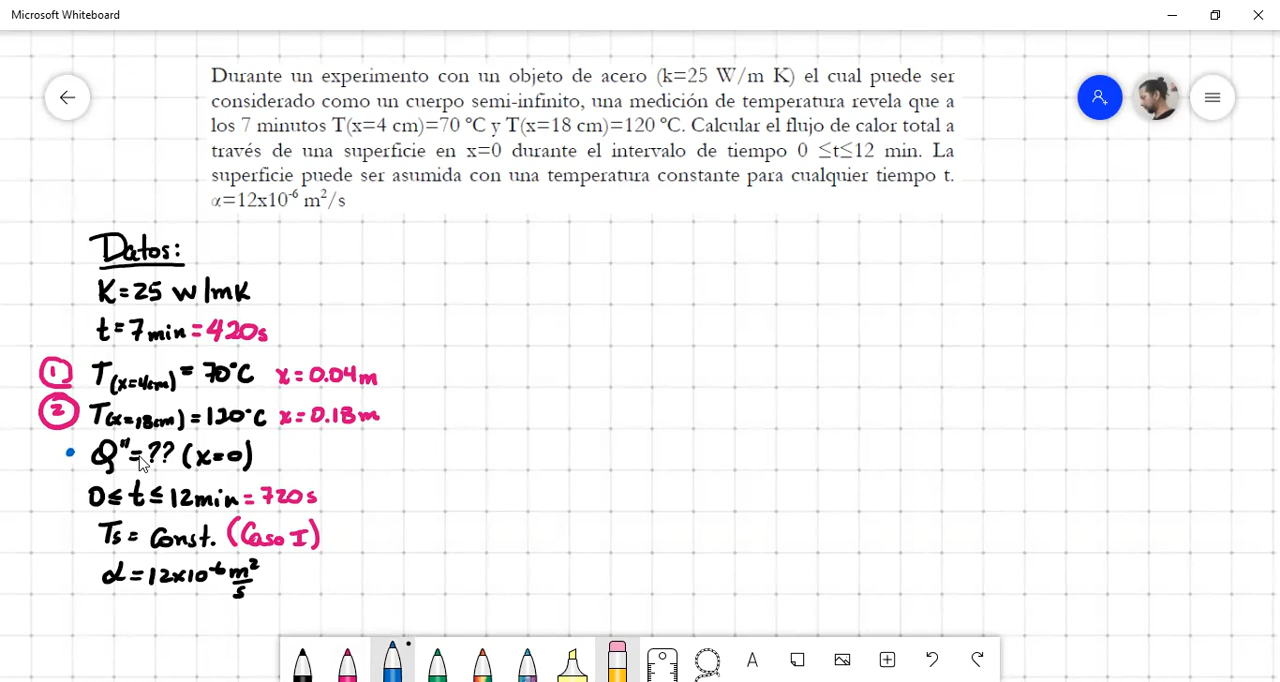 Microsoft Whiteboard
Durante un experimento con un objeto de acero (k=25 W/m K) el cual puede ser
considerado como un cuerpo semi-infinito, una medición de temperatura revela que a
los 7 minutos T(x=4 cm)=70 ºC y T(x=18 cm)=120 ºC. Calcular el flujo de calor total a
través de una superficie en x=0 durante el intervalo de tiempo 0 ≤t≤12 min. La
superficie puede ser asumida con una temperatura constante para cualquier tiempo t.
α=12x10⁻⁶ m²/s
Datos:
K=25 W/mK
t=7min=420s
① T(x=4cm)=70°C x=0.04m
② T(x=18cm)=120°C x=0.18m
• Q"=?? (x=0)
0≤t≤12min=720s
Ts=Const. (Caso I)
α=12x10⁻⁶ m²/s
A